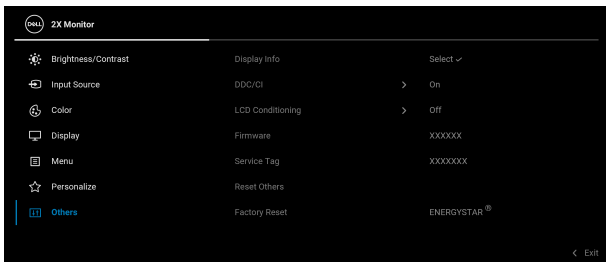 DELL 2X Monitor
Brightness/Contrast Display Info Select ✓
Input Source DDC/CI > On
Color LCD Conditioning > Off
Display Firmware XXXXXX
Menu Service Tag XXXXXXX
Personalize Reset Others
Others Factory Reset ENERGYSTAR ®
< Exit